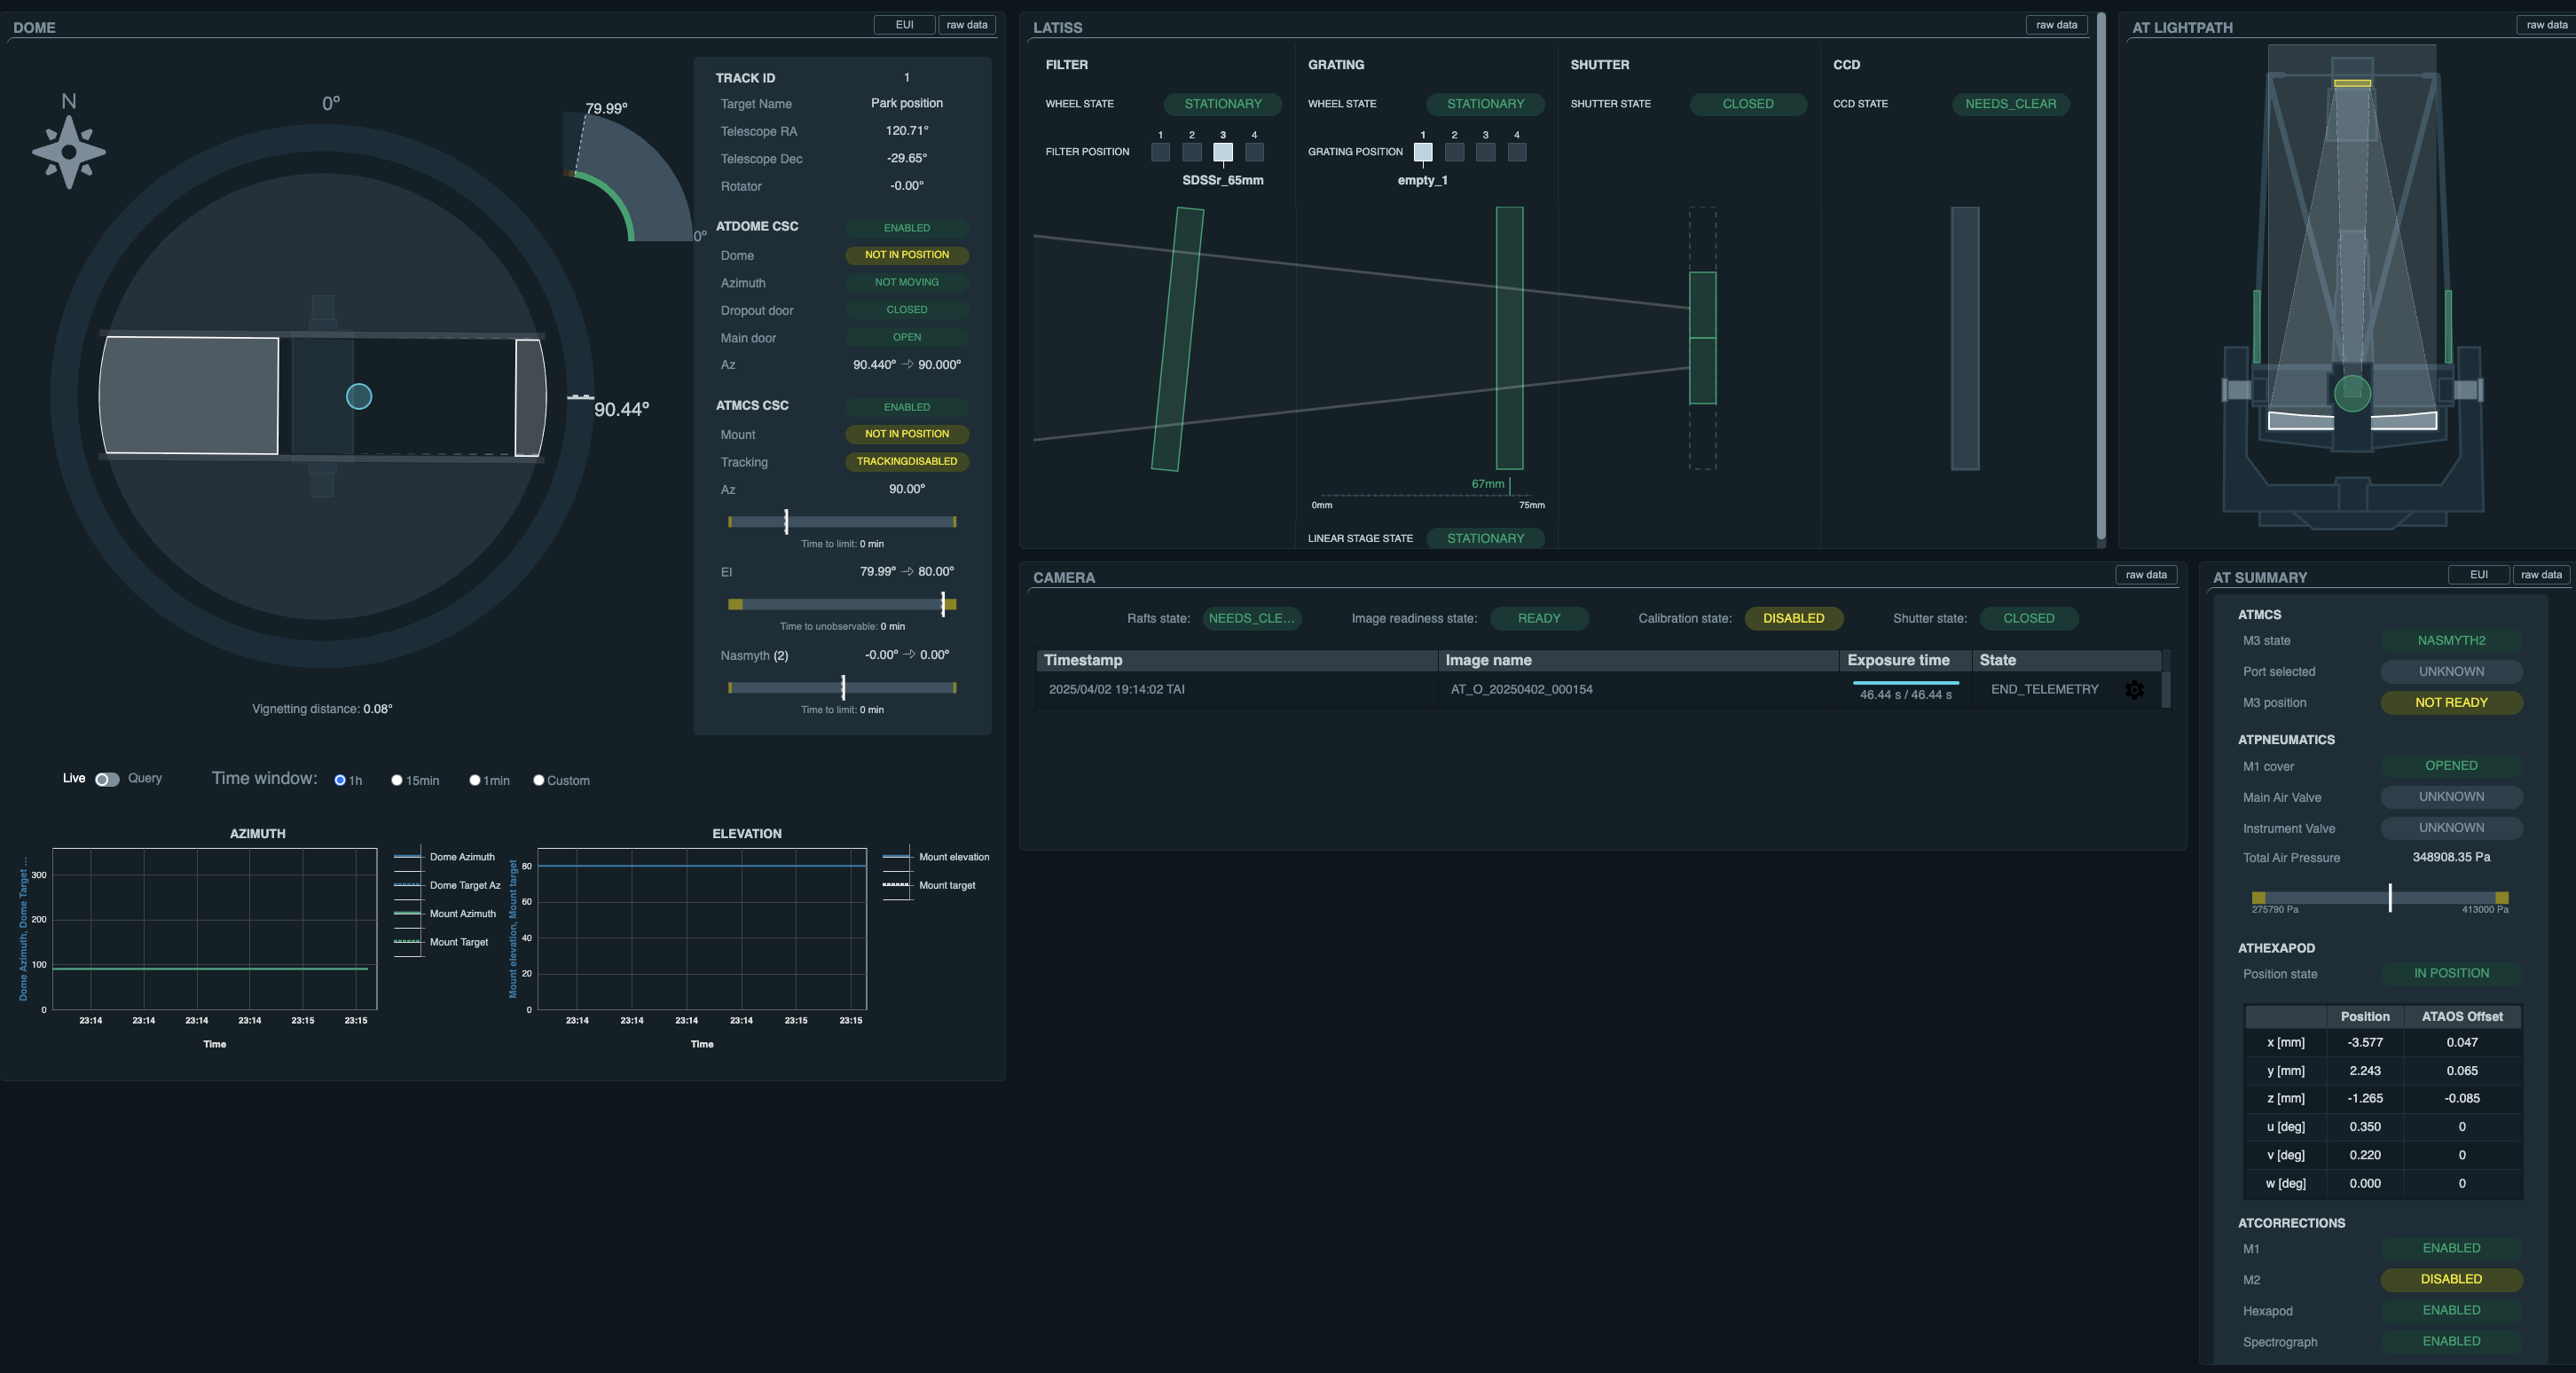 DOME
EUI
raw data
N
0°
79.99°
0°
90.44°
Vignetting distance: 0.08°
TRACK ID 1
Target Name Park position
Telescope RA 120.71°
Telescope Dec -29.65°
Rotator -0.00°
ATDOME CSC ENABLED
Dome NOT IN POSITION
Azimuth NOT MOVING
Dropout door CLOSED
Main door OPEN
Az 90.440° 90.000°
ATMCS CSC ENABLED
Mount NOT IN POSITION
Tracking TRACKINGDISABLED
Az 90.00°
Time to limit: 0 min
El 79.99° 80.00°
Time to unobservable: 0 min
Nasmyth (2) -0.00° 0.00°
Time to limit: 0 min
Live Query Time window: 1h 15min 1min Custom
AZIMUTH
Dome Azimuth, Dome Target ...
300
200
100
0
23:14 23:14 23:14 23:14 23:15 23:15
Time
Dome Azimuth
Dome Target Az
Mount Azimuth
Mount Target
ELEVATION
Mount elevation, Mount target
80
60
40
20
0
23:14 23:14 23:14 23:14 23:15 23:15
Time
Mount elevation
Mount target
LATISS
raw data
FILTER
WHEEL STATE STATIONARY
1 2 3 4
FILTER POSITION
SDSSr_65mm
GRATING
WHEEL STATE STATIONARY
1 2 3 4
GRATING POSITION
empty_1
67mm
0mm 75mm
LINEAR STAGE STATE STATIONARY
SHUTTER
SHUTTER STATE CLOSED
CCD
CCD STATE NEEDS_CLEAR
AT LIGHTPATH
raw data
CAMERA
raw data
Rafts state: NEEDS_CLE... Image readiness state: READY Calibration state: DISABLED Shutter state: CLOSED
Timestamp Image name Exposure time State
2025/04/02 19:14:02 TAI AT_O_20250402_000154 46.44 s / 46.44 s END_TELEMETRY
AT SUMMARY
EUI
raw data
ATMCS
M3 state NASMYTH2
Port selected UNKNOWN
M3 position NOT READY
ATPNEUMATICS
M1 cover OPENED
Main Air Valve UNKNOWN
Instrument Valve UNKNOWN
Total Air Pressure 348908.35 Pa
275790 Pa 413000 Pa
ATHEXAPOD
Position state IN POSITION
Position ATAOS Offset
x [mm] -3.577 0.047
y [mm] 2.243 0.065
z [mm] -1.265 -0.085
u [deg] 0.350 0
v [deg] 0.220 0
w [deg] 0.000 0
ATCORRECTIONS
M1 ENABLED
M2 DISABLED
Hexapod ENABLED
Spectrograph ENABLED